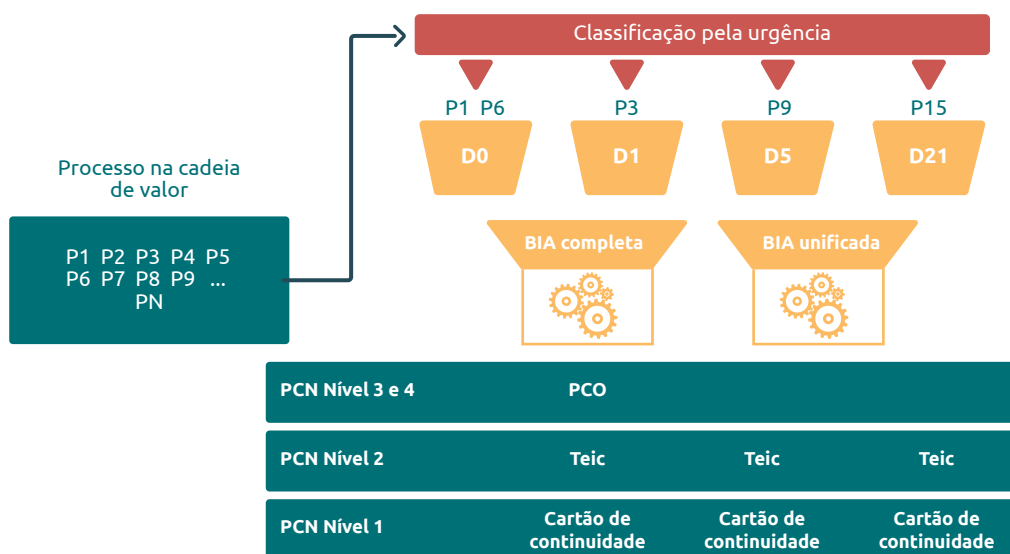 Classificação pela urgência
P1 P6
P3
P9
P15
D0
D1
D5
D21
Processo na cadeia
de valor
P1 P2 P3 P4 P5
P6 P7 P8 P9 ...
PN
BIA completa
BIA unificada
PCN Nível 3 e 4
PCO
PCN Nível 2
Teic
Teic
Teic
PCN Nível 1
Cartão de
continuidade
Cartão de
continuidade
Cartão de
continuidade